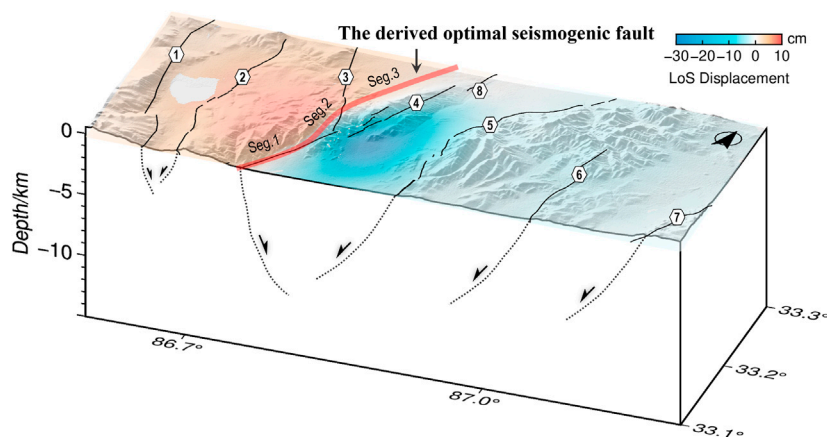 The derived optimal seismogenic fault
cm
−30 −20 −10 0 10
LoS Displacement
1
2
3
Seg.3
4
8
Seg.2
5
Seg.1
6
7
0
−5
−10
Depth/km
86.7°
87.0°
33.3°
33.2°
33.1°